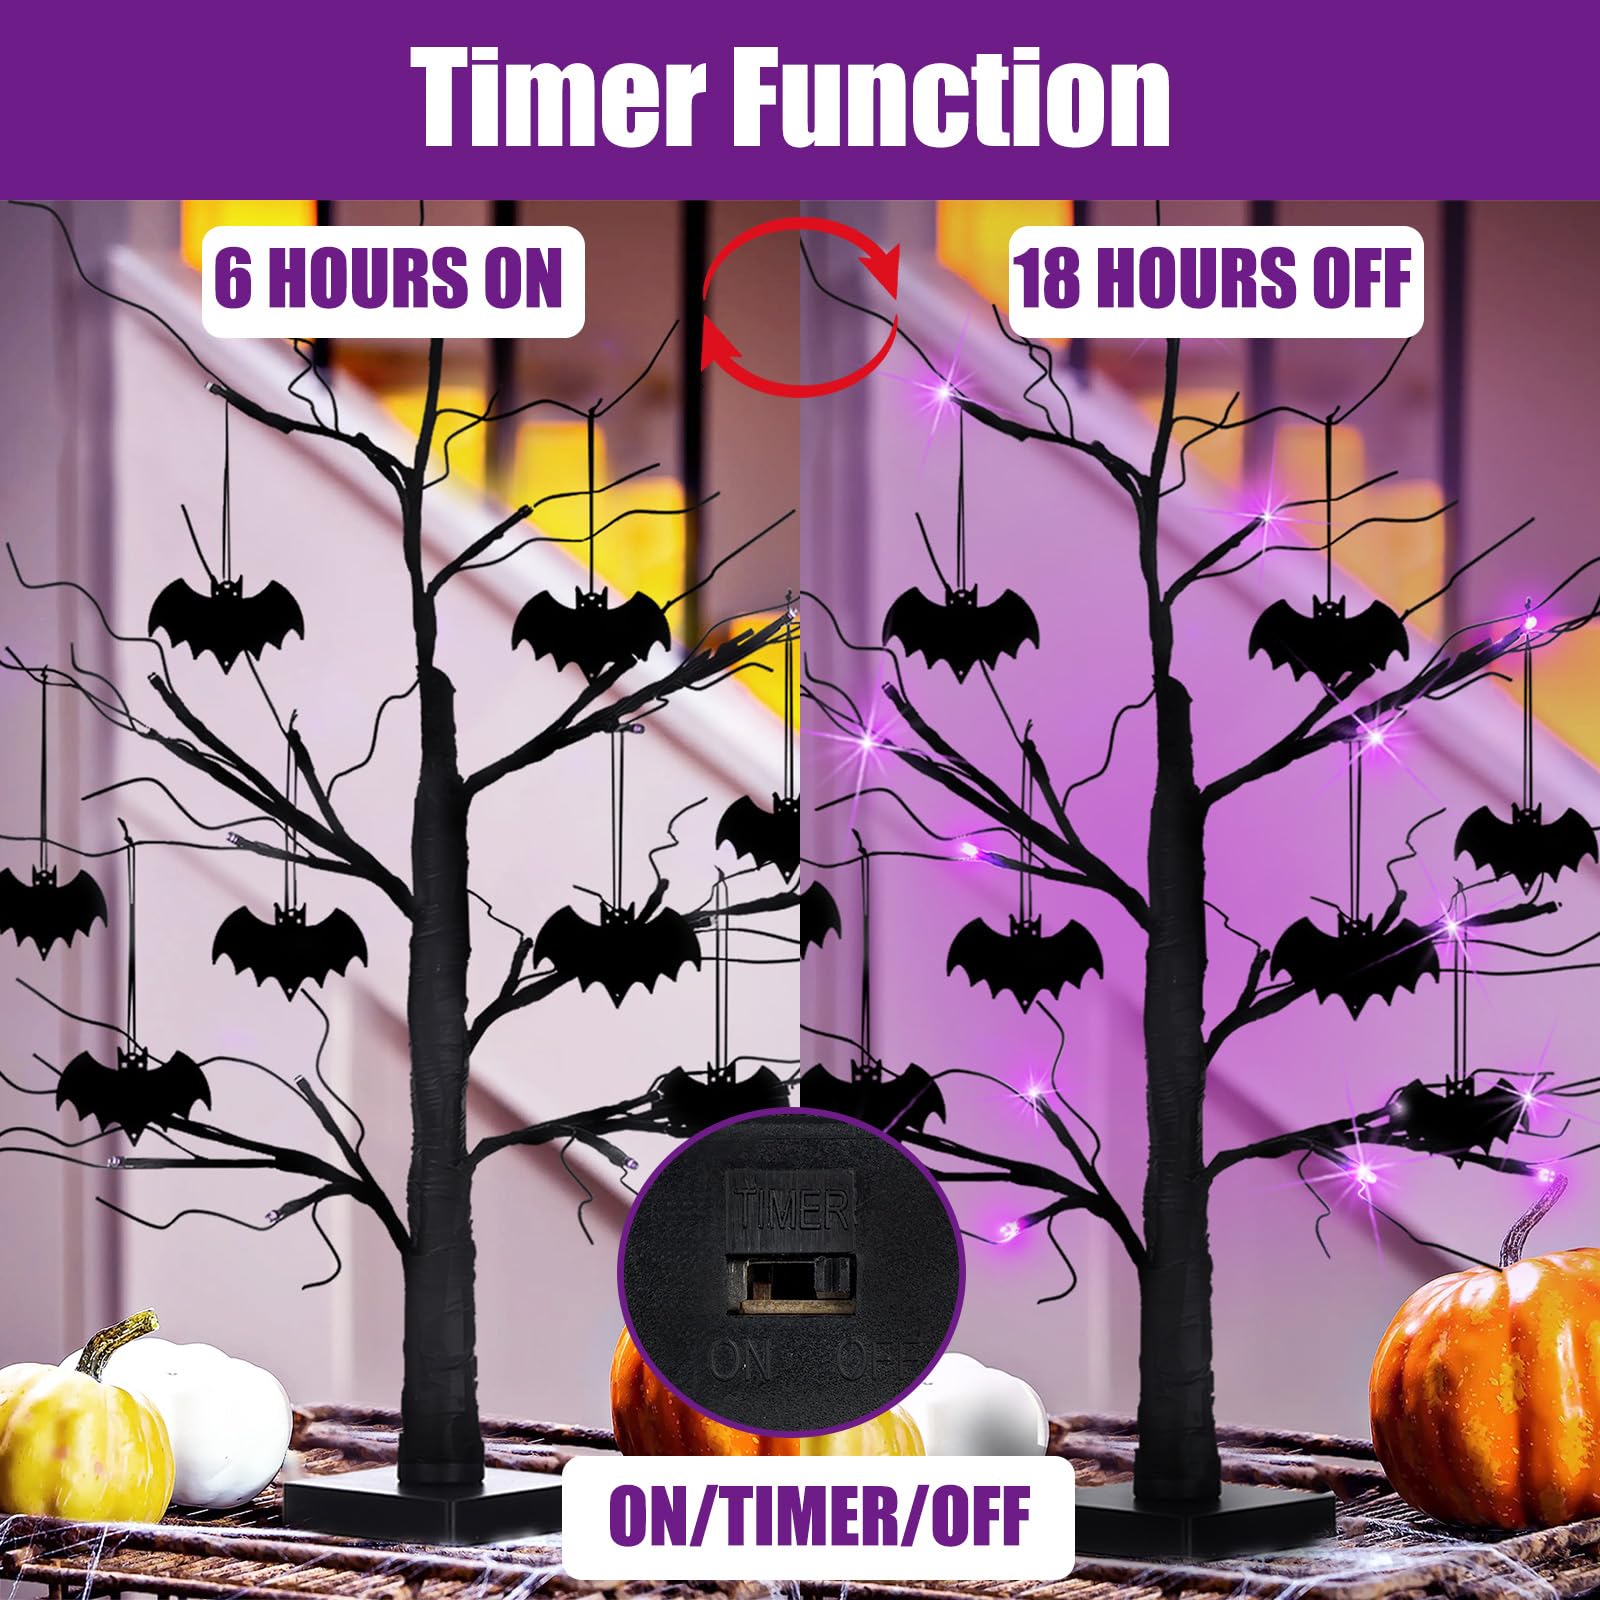 Timer Function
6 HOURS ON
18 HOURS OFF
TIMER
ON OFF
ON/TIMER/OFF